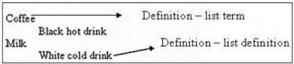 Coffee Definition – list term
Black hot drink
Milk Definition – list definition
White cold drink